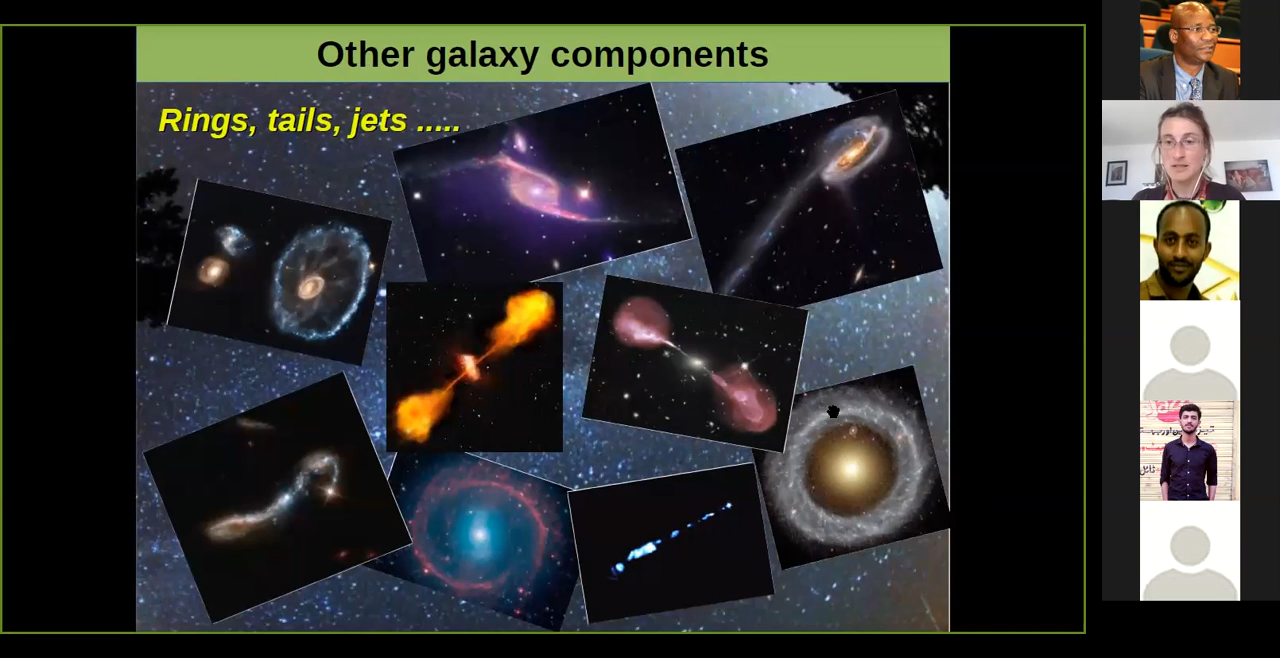 Other galaxy components
Rings, tails, jets .....